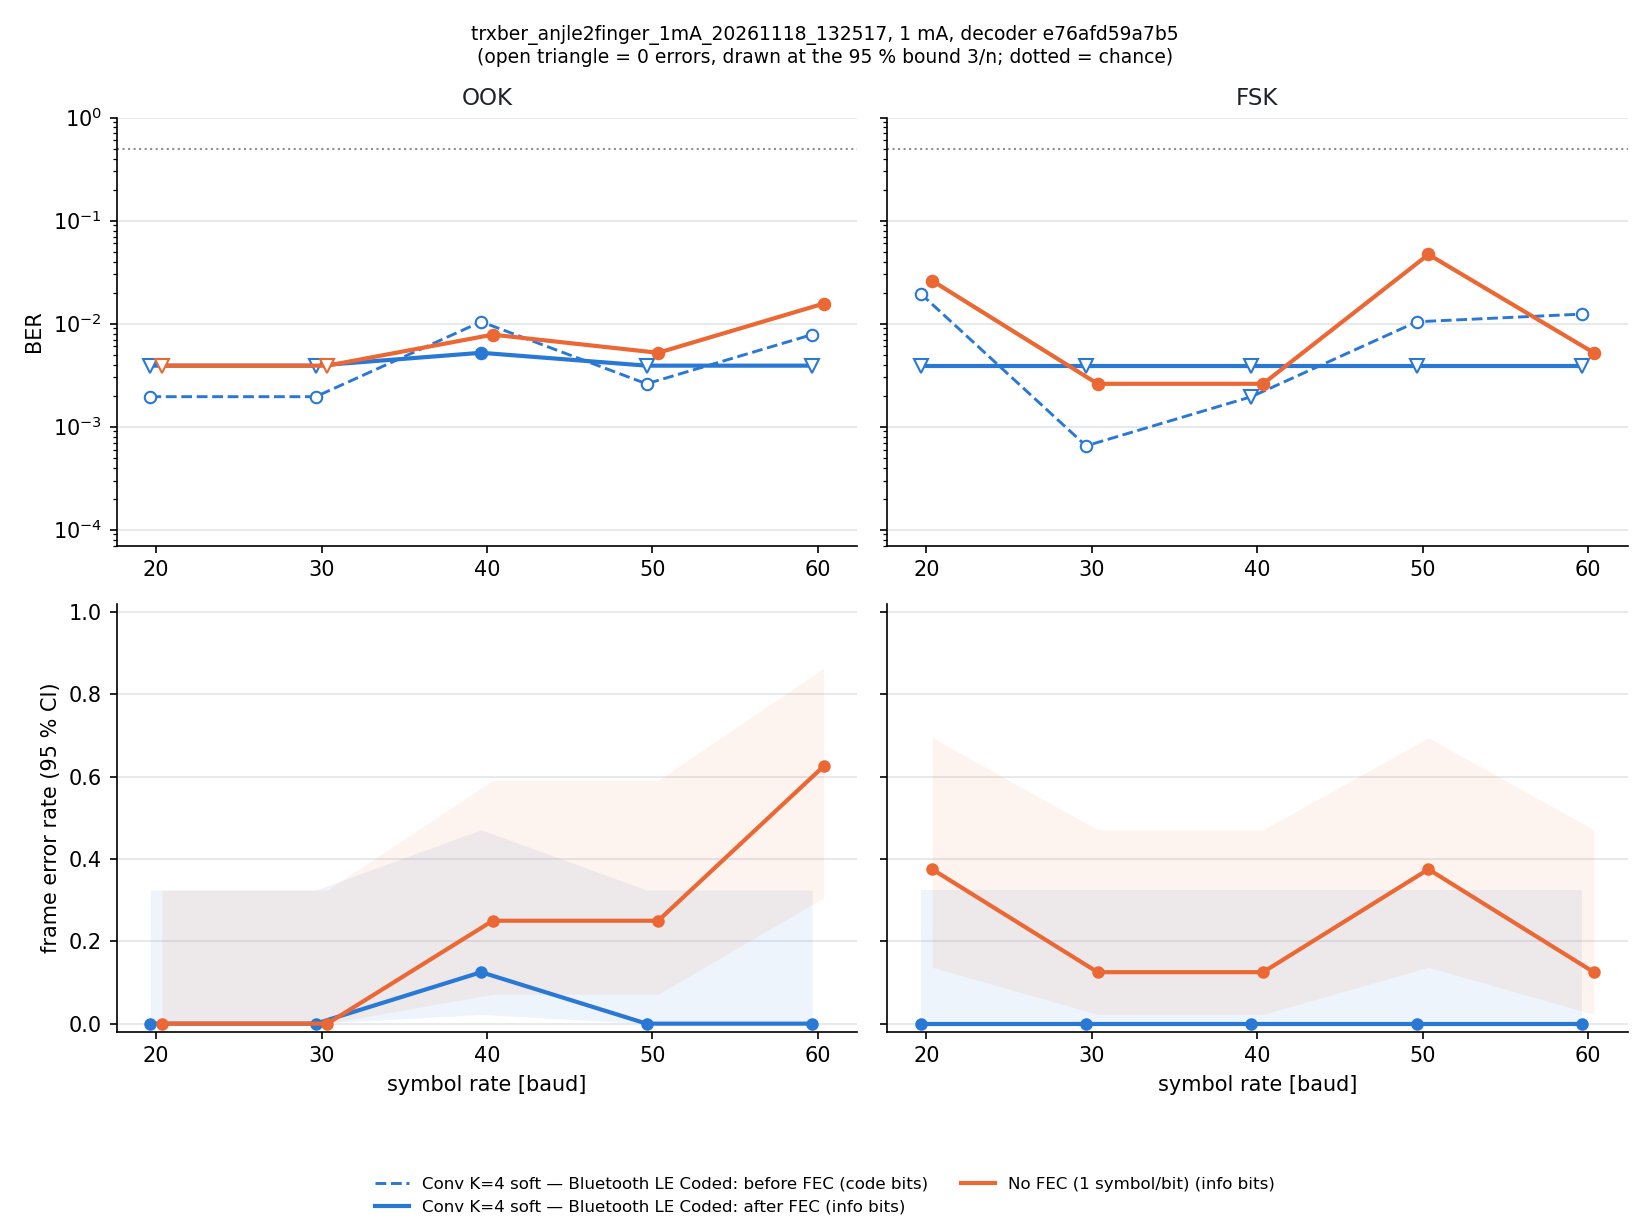 trxber_anjle2finger_1mA_20261118_132517, 1 mA, decoder e76afd59a7b5
(open triangle = 0 errors, drawn at the 95 % bound 3/n; dotted = chance)
OOK
FSK
BER
10⁰
10⁻¹
10⁻²
10⁻³
10⁻⁴
20 30 40 50 60
20 30 40 50 60
frame error rate (95 % CI)
1.0
0.8
0.6
0.4
0.2
0.0
20 30 40 50 60
20 30 40 50 60
symbol rate [baud]
symbol rate [baud]
Conv K=4 soft — Bluetooth LE Coded: before FEC (code bits)
Conv K=4 soft — Bluetooth LE Coded: after FEC (info bits)
No FEC (1 symbol/bit) (info bits)